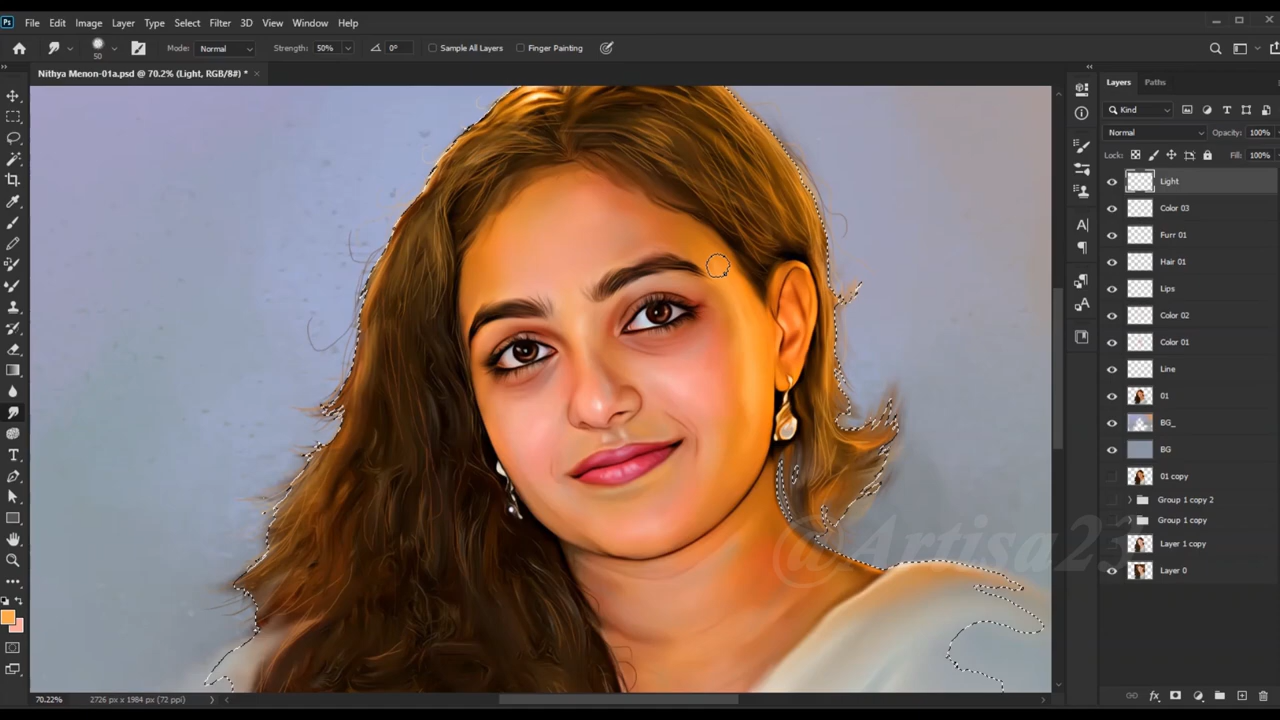 Ps File Edit Image Layer Type Select Filter 3D View Window Help
50 Mode: Normal Strength: 50% 0° Sample All Layers Finger Painting
Nithya Menon-01a.psd @ 70.2% (Light, RGB/8#) *
Layers Paths
Kind
Normal Opacity: 100%
Lock: Fill: 100%
Light
Color 03
Furr 01
Hair 01
Lips
Color 02
Color 01
Line
01
BG_
BG
01 copy
Group 1 copy 2
Group 1 copy
Layer 1 copy
Layer 0
@Artisa23
70.22% 2726 px x 1984 px (72 ppi)